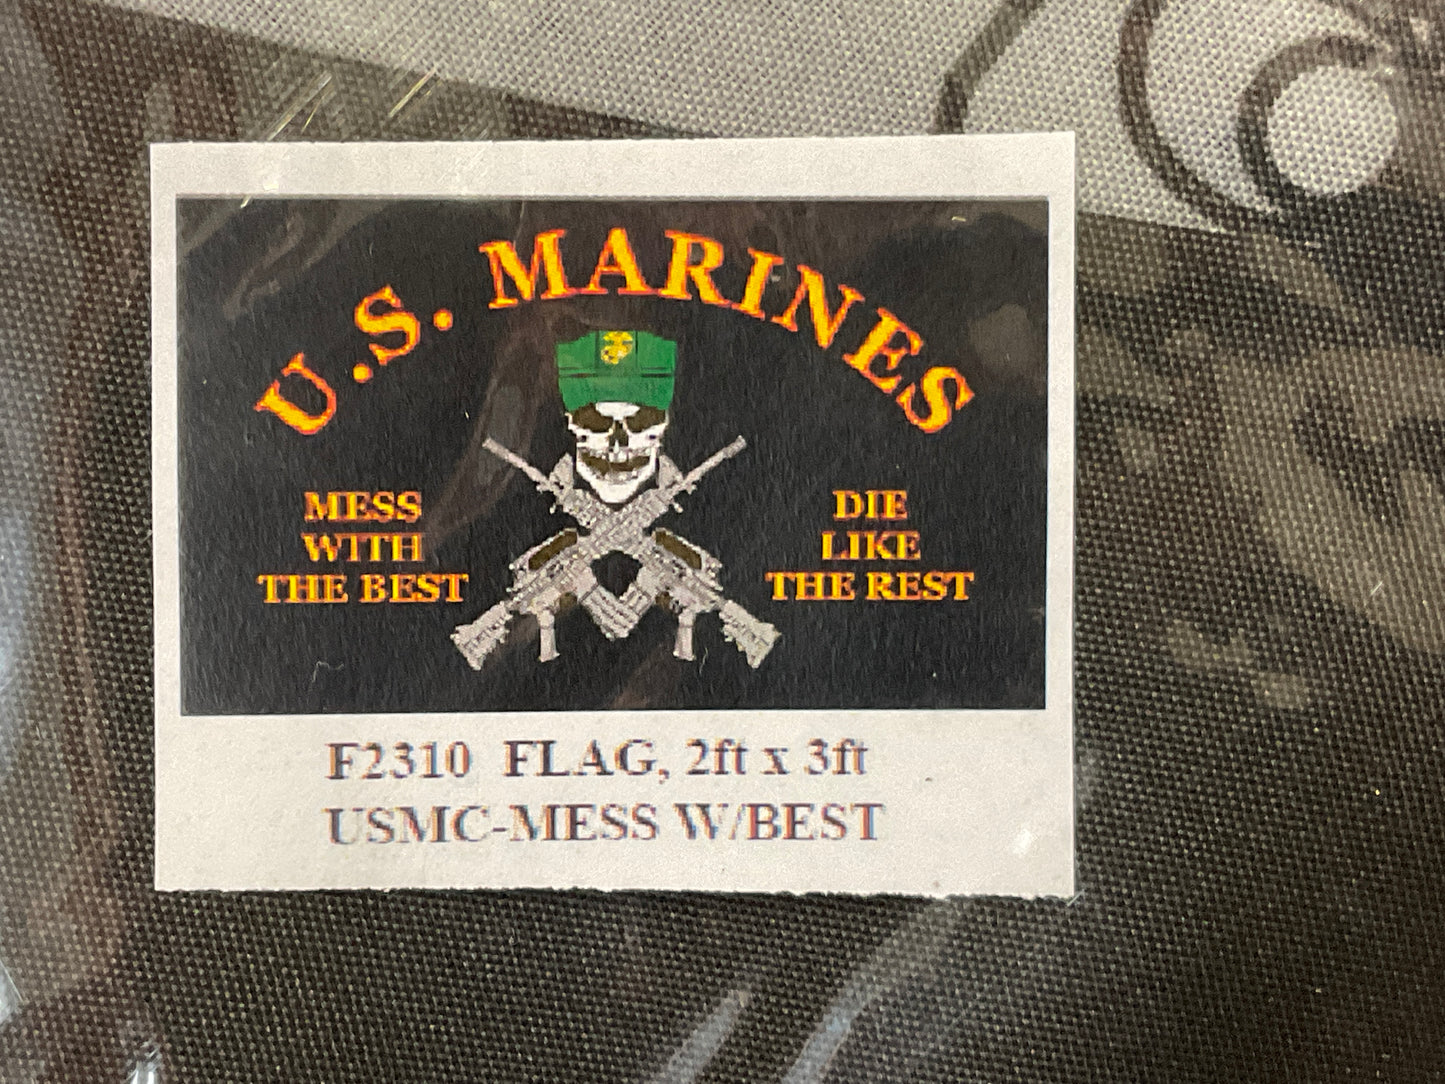 U.S. MARINES
MESS
WITH
THE BEST
DIE
LIKE
THE REST
F2310 FLAG, 2ft x 3ft
USMC-MESS W/BEST